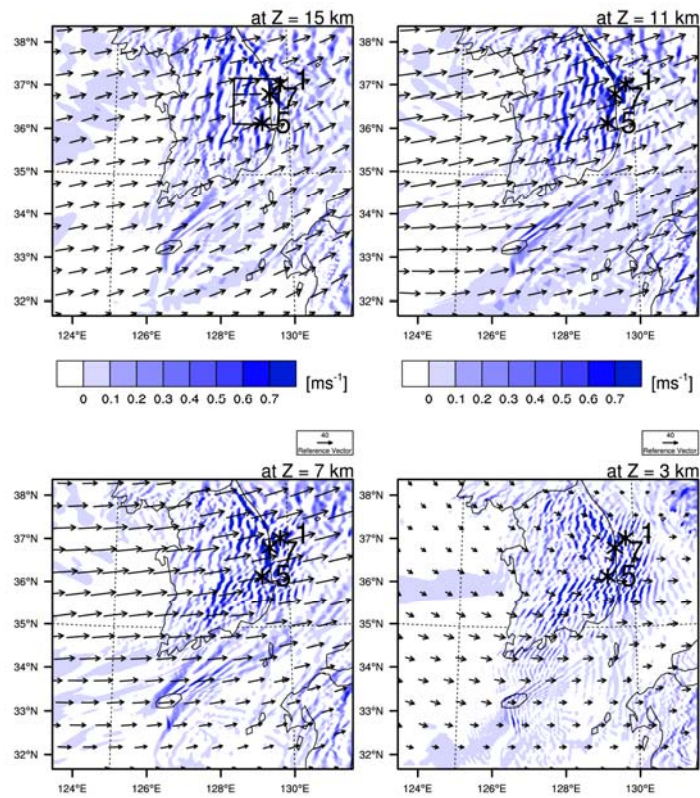 at Z = 15 km
at Z = 11 km
38°N
37°N
36°N
35°N
34°N
33°N
32°N
124°E
126°E
128°E
130°E
1
7
5
38°N
37°N
36°N
35°N
34°N
33°N
32°N
124°E
126°E
128°E
130°E
1
7
5
0 0.1 0.2 0.3 0.4 0.5 0.6 0.7
[ms⁻¹]
0 0.1 0.2 0.3 0.4 0.5 0.6 0.7
[ms⁻¹]
40
Reference Vector
40
Reference Vector
at Z = 7 km
at Z = 3 km
38°N
37°N
36°N
35°N
34°N
33°N
32°N
124°E
126°E
128°E
130°E
1
7
5
38°N
37°N
36°N
35°N
34°N
33°N
32°N
124°E
126°E
128°E
130°E
1
7
5